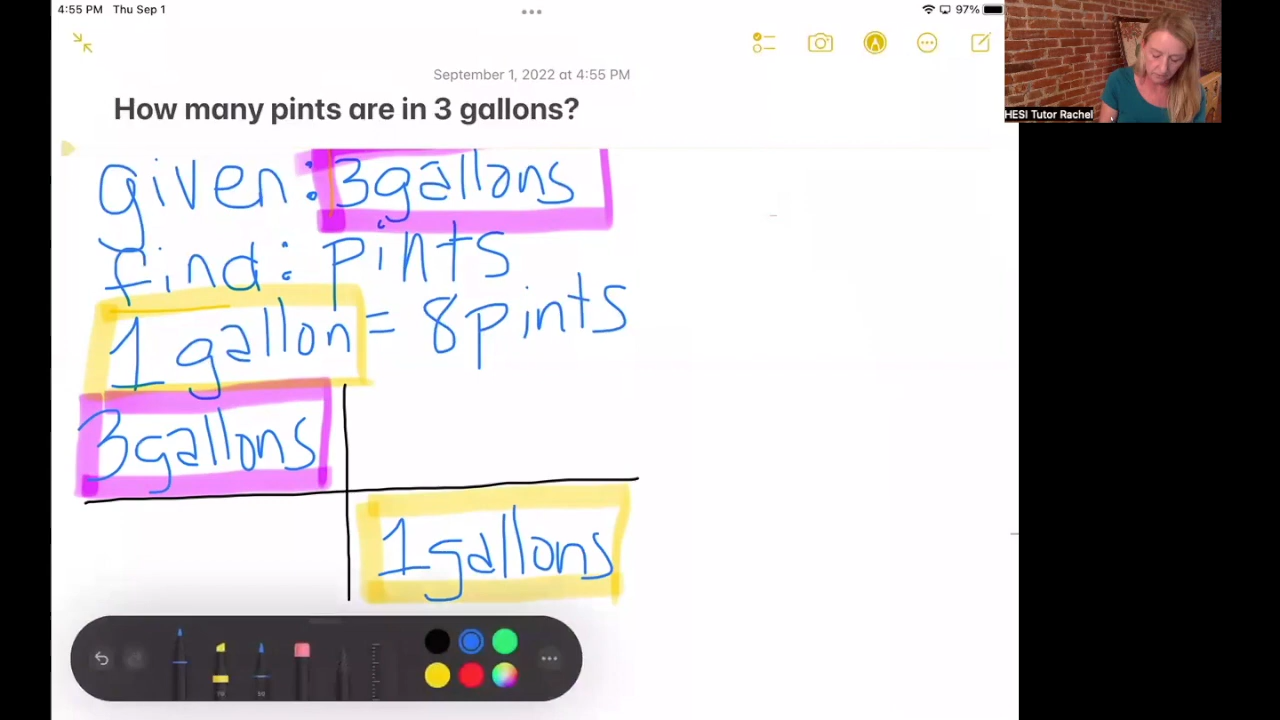 4:55 PM Thu Sep 1
97%
September 1, 2022 at 4:55 PM
How many pints are in 3 gallons?
HESI Tutor Rachel
given: 3gallons
find: pints
1 gallon = 8pints
3gallons
1gallons